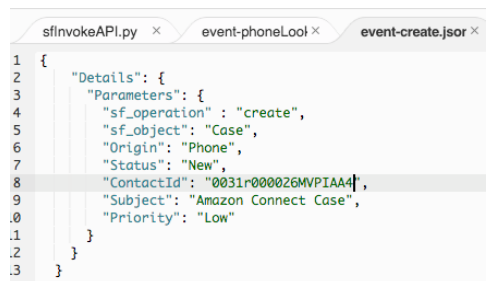 sfInvokeAPI.py × event-phoneLool × event-create.jsor ×
1 {
2 "Details": {
3 "Parameters": {
4 "sf_operation" : "create",
5 "sf_object": "Case",
6 "Origin": "Phone",
7 "Status": "New",
8 "ContactId": "0031r000026MVPIAA4",
9 "Subject": "Amazon Connect Case",
.0 "Priority": "Low"
.1 }
.2 }
.3 }